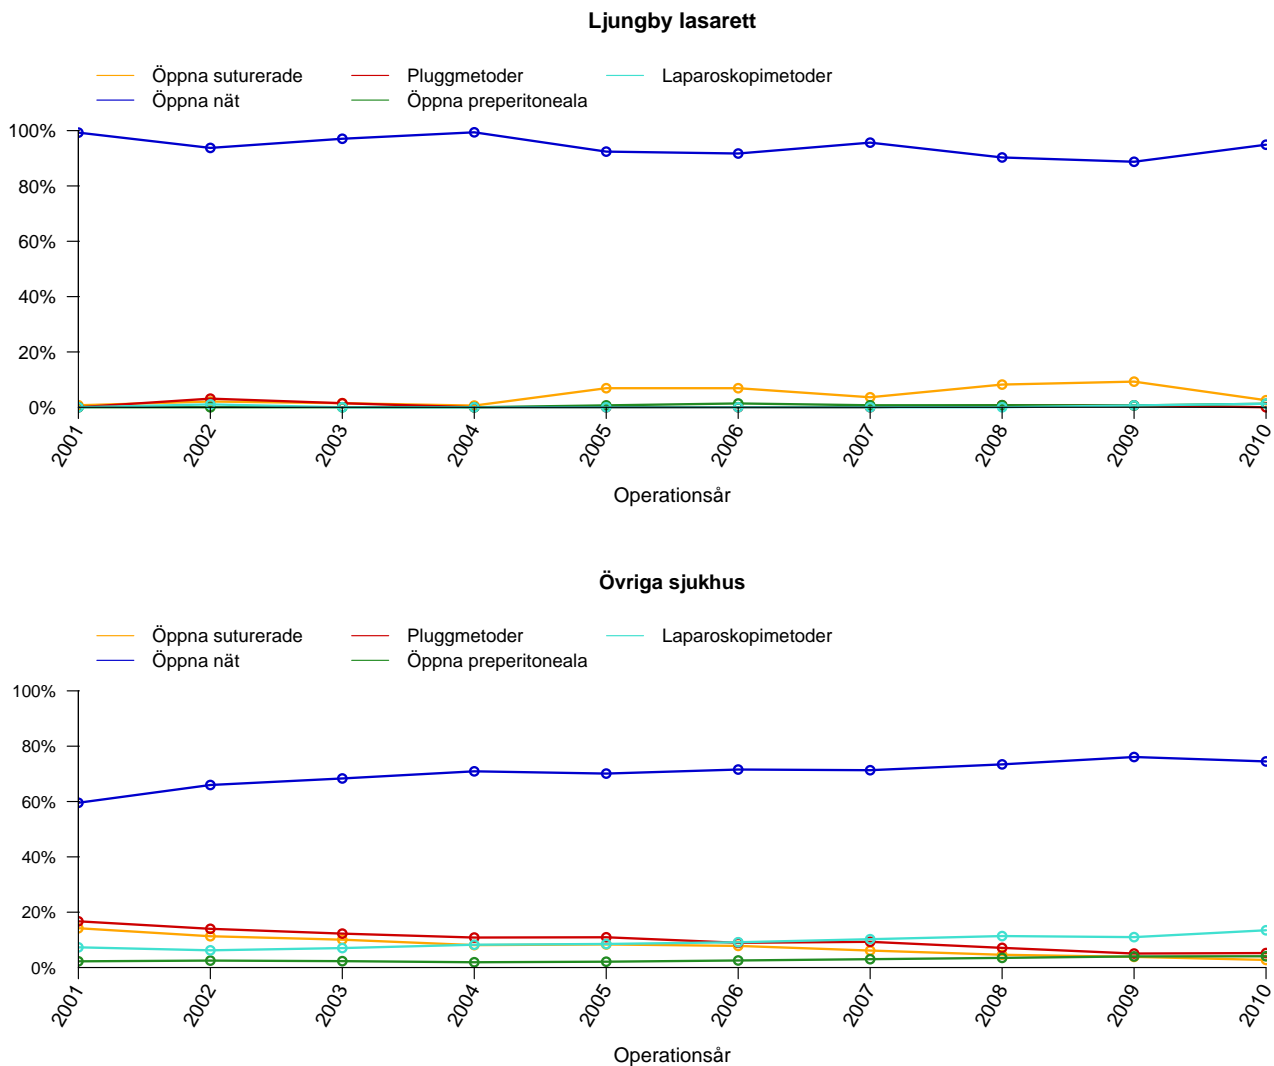 Ljungby lasarett
Öppna suturerade Pluggmetoder Laparoskopimetoder
Öppna nät Öppna preperitoneala
100%
80%
60%
40%
20%
0%
2001 2002 2003 2004 2005 2006 2007 2008 2009 2010
Operationsår
Övriga sjukhus
Öppna suturerade Pluggmetoder Laparoskopimetoder
Öppna nät Öppna preperitoneala
100%
80%
60%
40%
20%
0%
2001 2002 2003 2004 2005 2006 2007 2008 2009 2010
Operationsår